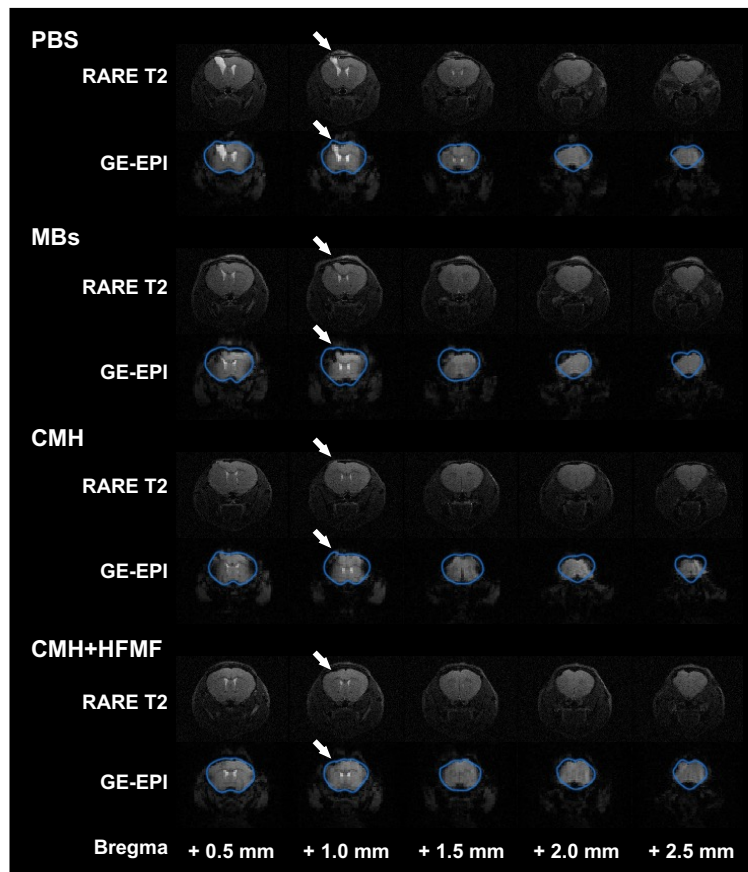 PBS
RARE T2
GE-EPI
MBs
RARE T2
GE-EPI
CMH
RARE T2
GE-EPI
CMH+HFMF
RARE T2
GE-EPI
Bregma + 0.5 mm + 1.0 mm + 1.5 mm + 2.0 mm + 2.5 mm